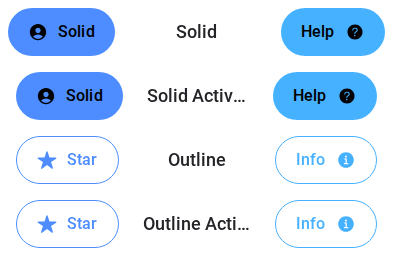 Solid Solid Help
Solid Solid Activ... Help
Star Outline Info
Star Outline Acti... Info